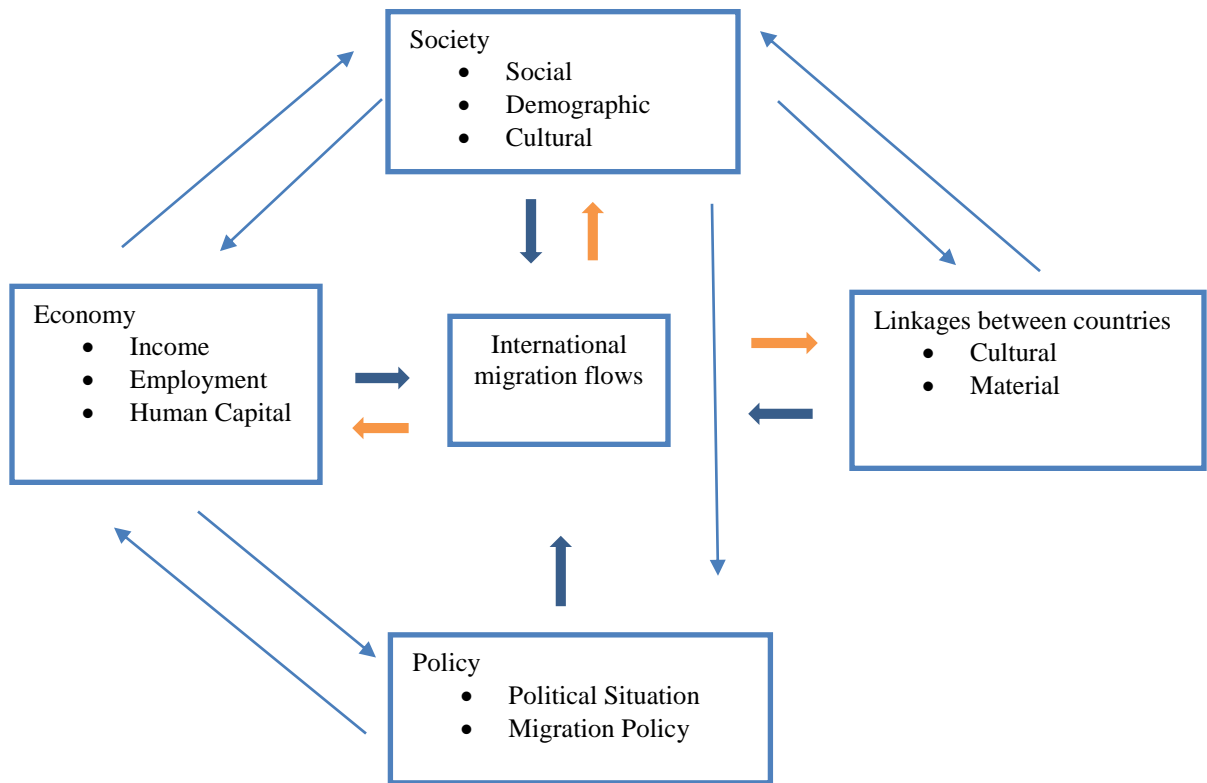 Society
• Social
• Demographic
• Cultural
Economy
• Income
• Employment
• Human Capital
International
migration flows
Linkages between countries
• Cultural
• Material
Policy
• Political Situation
• Migration Policy